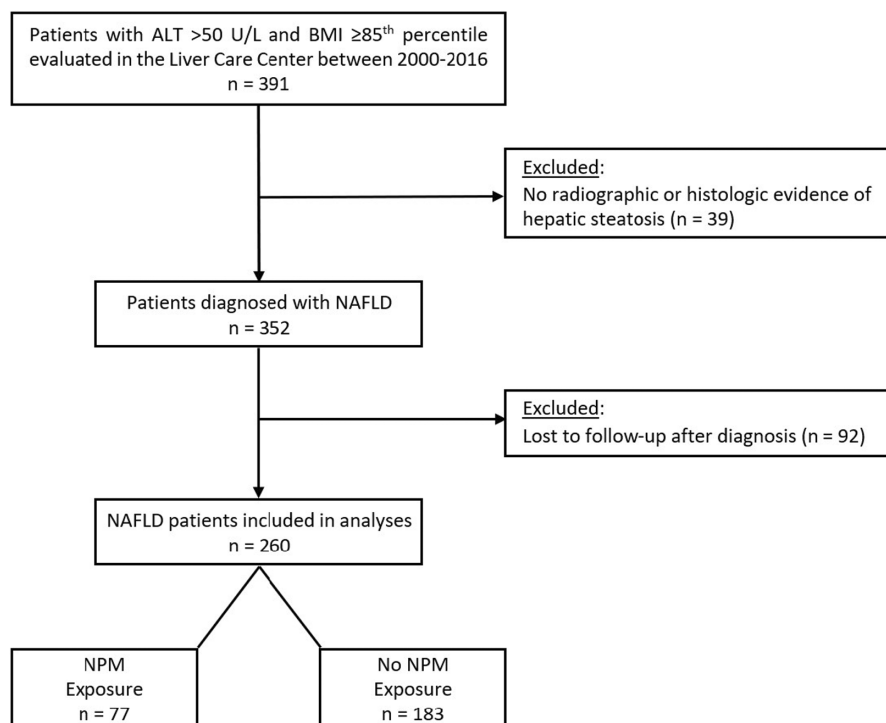 Patients with ALT >50 U/L and BMI ≥85th percentile
evaluated in the Liver Care Center between 2000-2016
n = 391
Excluded:
No radiographic or histologic evidence of
hepatic steatosis (n = 39)
Patients diagnosed with NAFLD
n = 352
Excluded:
Lost to follow-up after diagnosis (n = 92)
NAFLD patients included in analyses
n = 260
NPM
Exposure
n = 77
No NPM
Exposure
n = 183